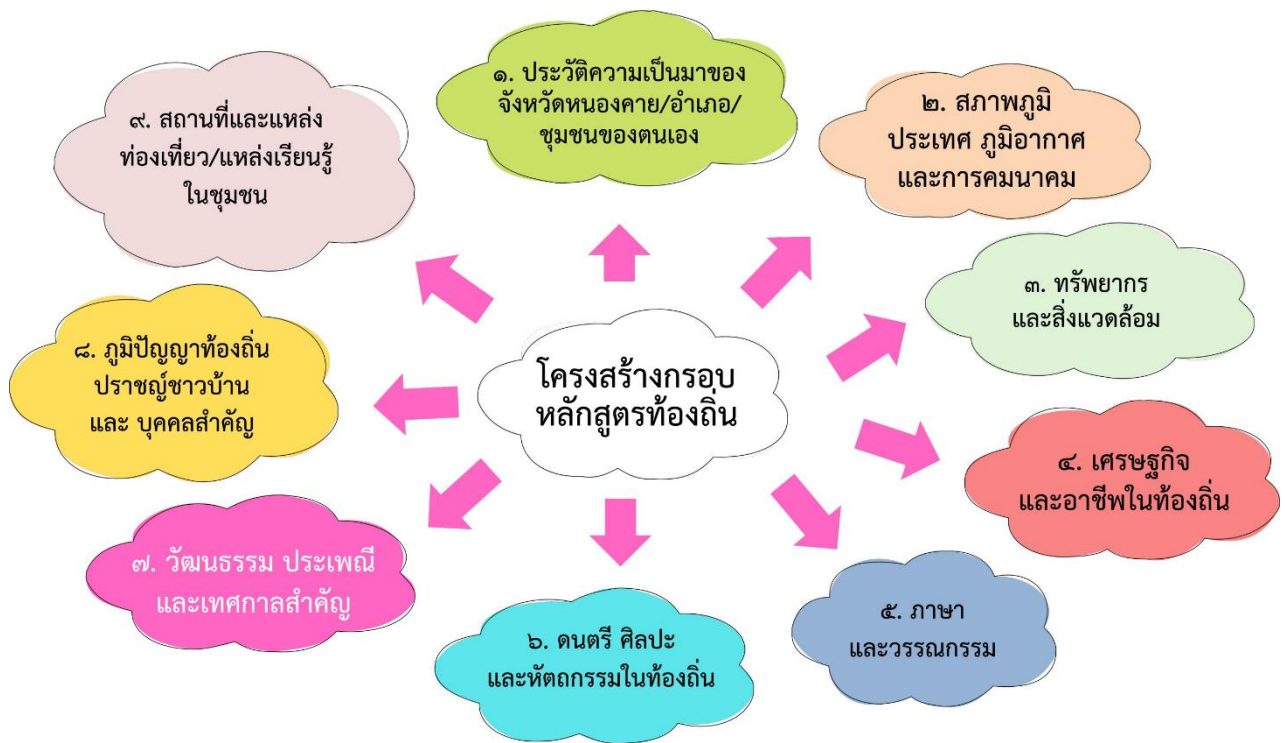 โครงสร้างกรอบ
หลักสูตรท้องถิ่น
๑. ประวัติความเป็นมาของ
จังหวัดหนองคาย/อำเภอ/
ชุมชนของตนเอง
๒. สภาพภูมิ
ประเทศ ภูมิอากาศ
และการคมนาคม
๓. ทรัพยากร
และสิ่งแวดล้อม
๔. เศรษฐกิจ
และอาชีพในท้องถิ่น
๕. ภาษา
และวรรณกรรม
๖. ดนตรี ศิลปะ
และหัตถกรรมในท้องถิ่น
๗. วัฒนธรรม ประเพณี
และเทศกาลสำคัญ
๘. ภูมิปัญญาท้องถิ่น
ปราชญ์ชาวบ้าน
และ บุคคลสำคัญ
๙. สถานที่และแหล่ง
ท่องเที่ยว/แหล่งเรียนรู้
ในชุมชน